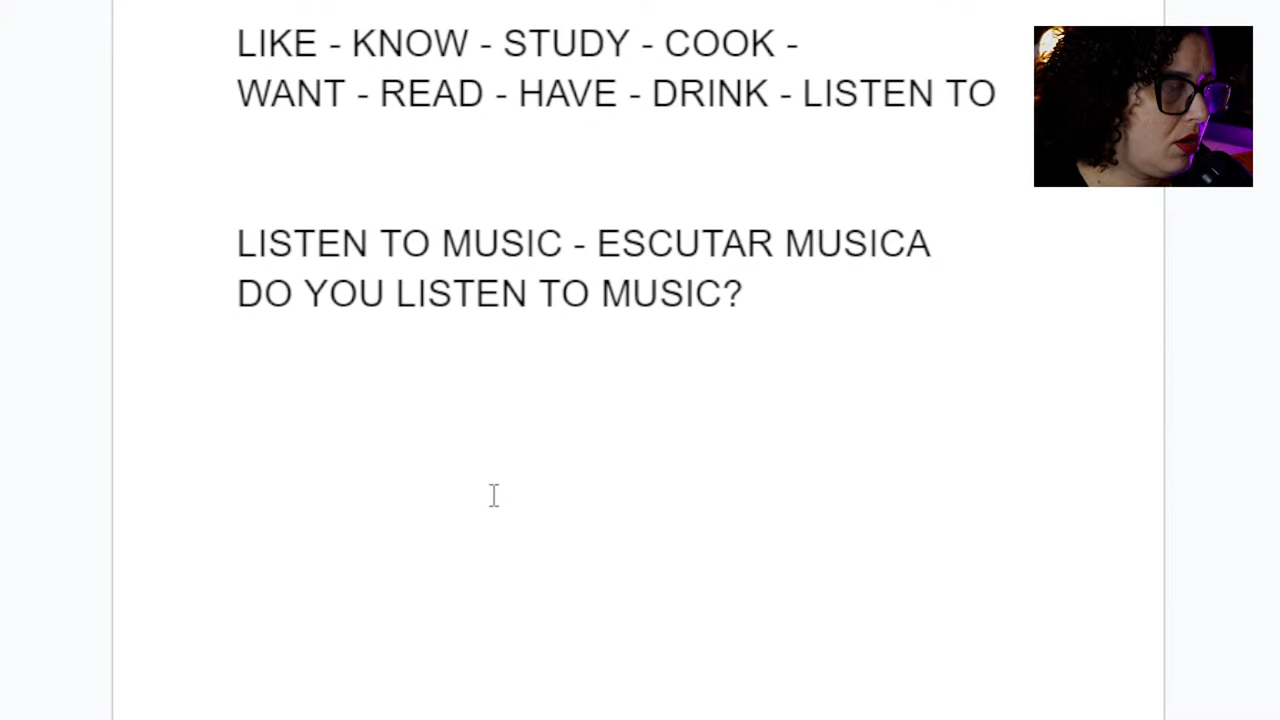 LIKE - KNOW - STUDY - COOK -
WANT - READ - HAVE - DRINK - LISTEN TO
LISTEN TO MUSIC - ESCUTAR MUSICA
DO YOU LISTEN TO MUSIC?